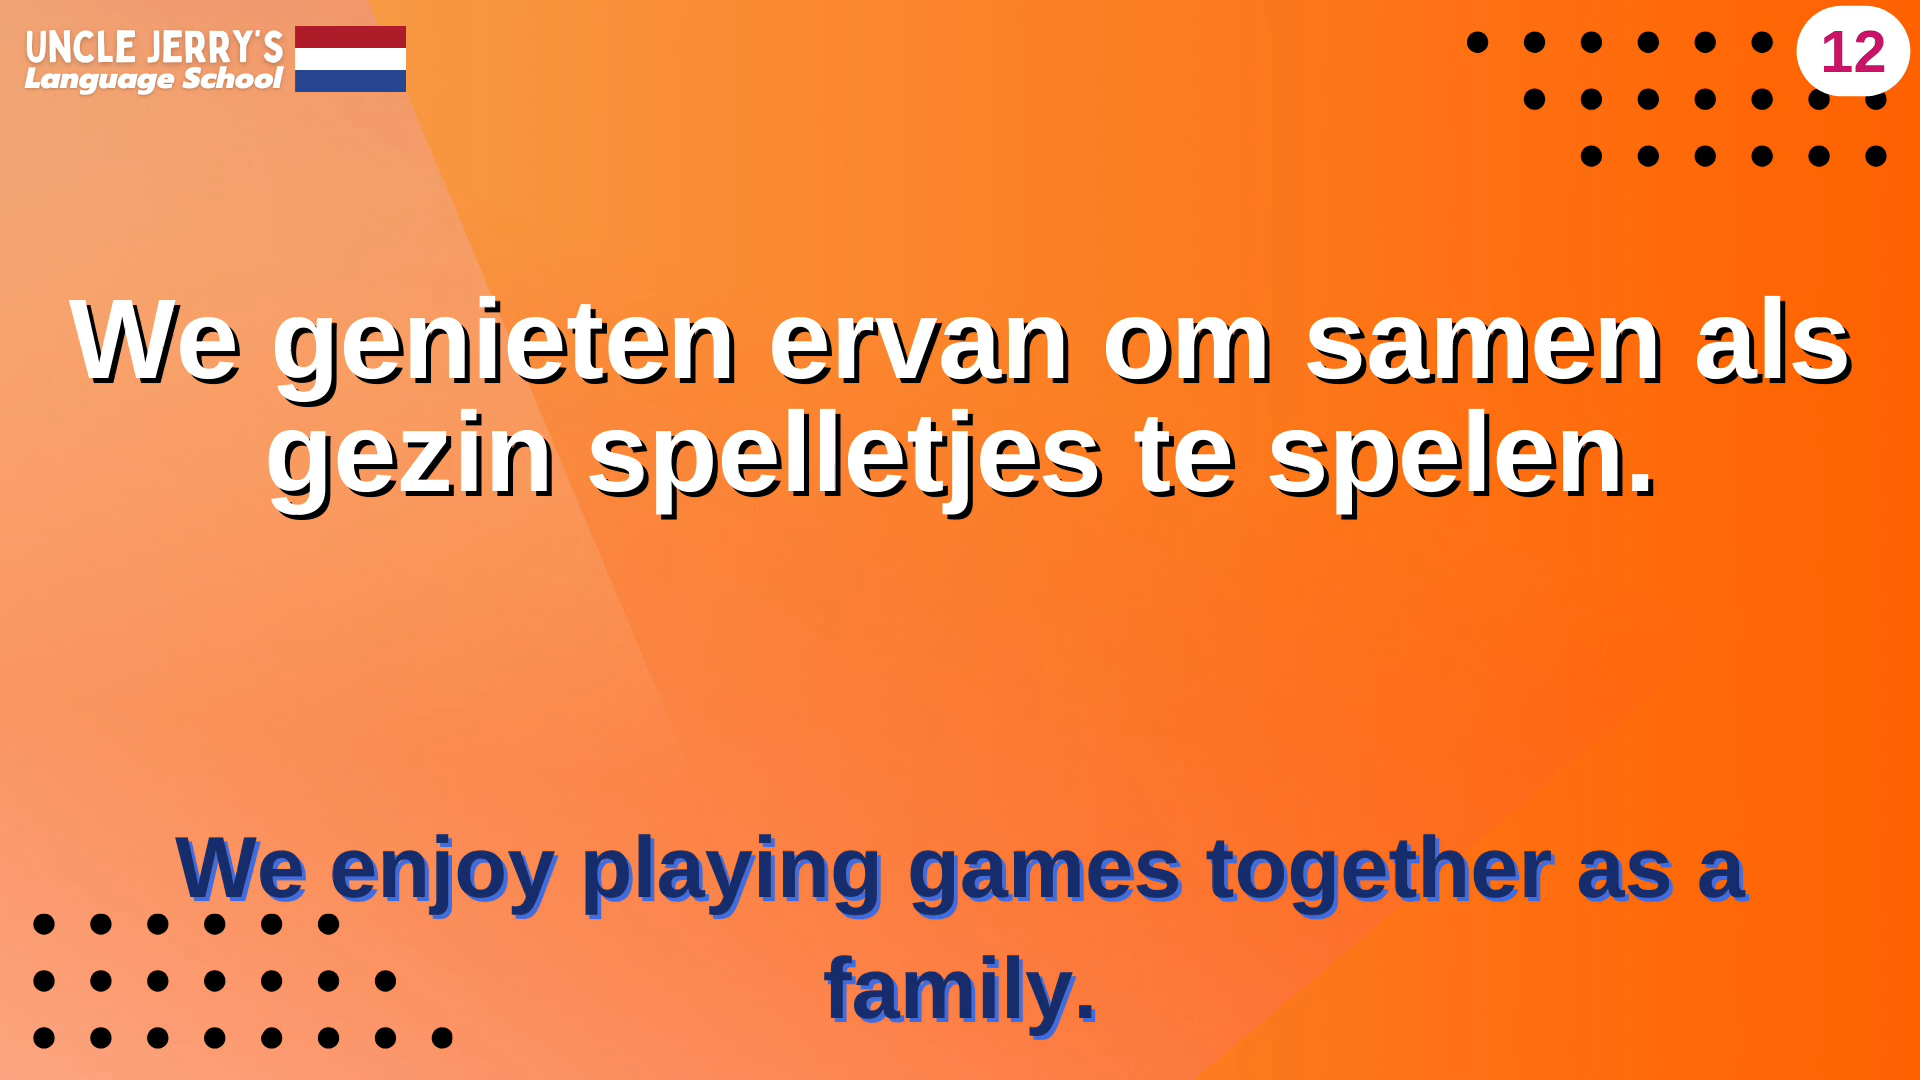 UNCLE JERRY'S
Language School
12
We genieten ervan om samen als
gezin spelletjes te spelen.
We enjoy playing games together as a
family.